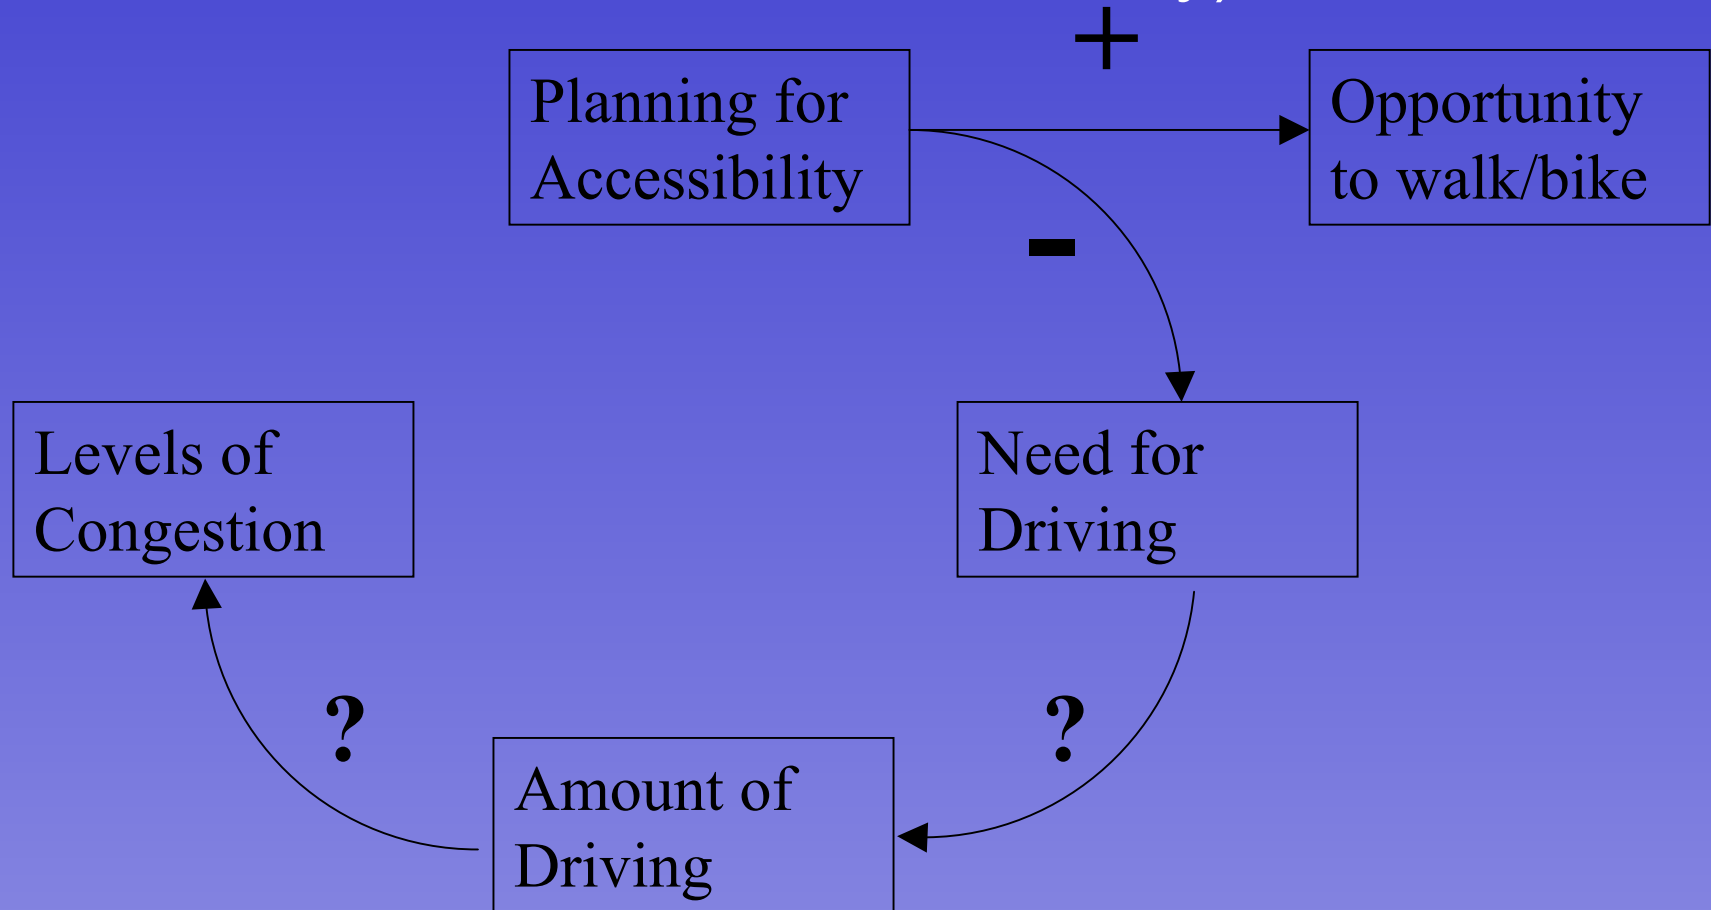 +
Planning for
Accessibility
Opportunity
to walk/bike
-
Levels of
Congestion
Need for
Driving
?
?
Amount of
Driving